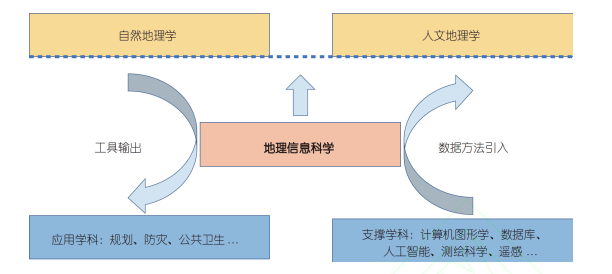 自然地理学
人文地理学
工具输出
地理信息科学
数据方法引入
应用学科：规划、防灾、公共卫生 ...
支撑学科：计算机图形学、数据库、
人工智能、测绘科学、遥感 ...